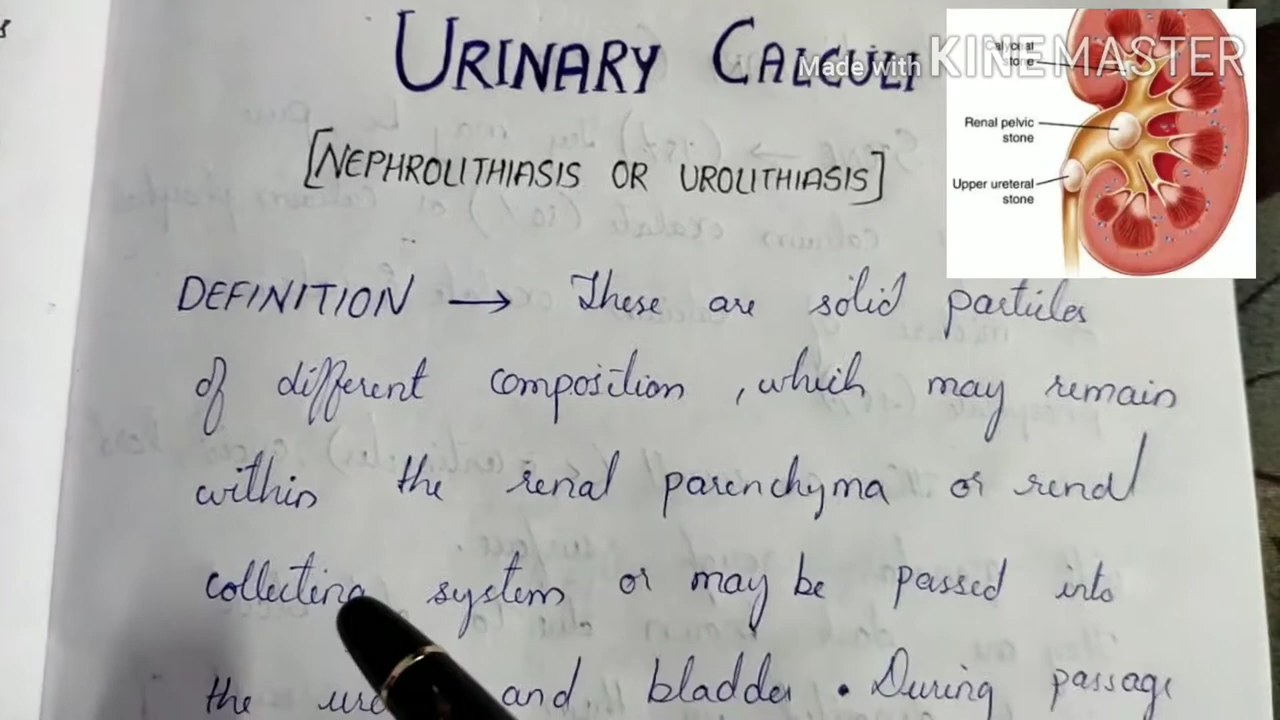 URINARY CALCULI
[NEPHROLITHIASIS OR UROLITHIASIS]
DEFINITION → These are solid particles
of different composition, which may remain
within the renal parenchyma or renal
collecting system or may be passed into
the and bladder. During passage
Made with KINEMASTER
stone
Renal pelvic
stone
Upper ureteral
stone